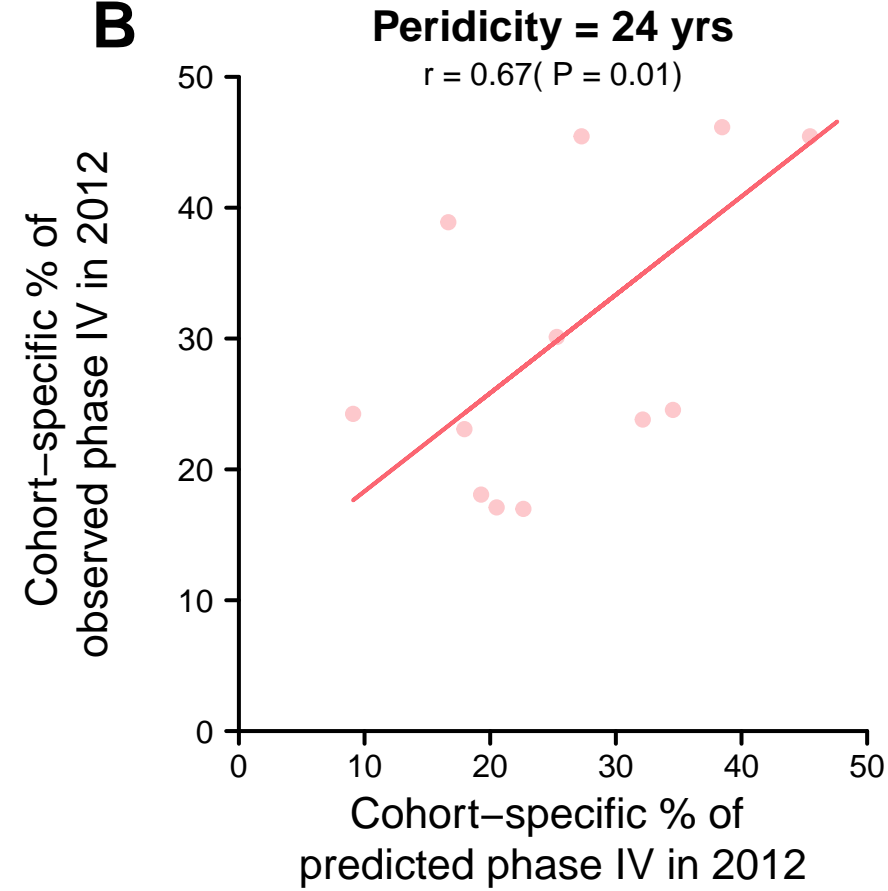 B
Peridicity = 24 yrs
r = 0.67( P = 0.01)
Cohort−specific % of
observed phase IV in 2012
50
40
30
20
10
0
0 10 20 30 40 50
Cohort−specific % of
predicted phase IV in 2012